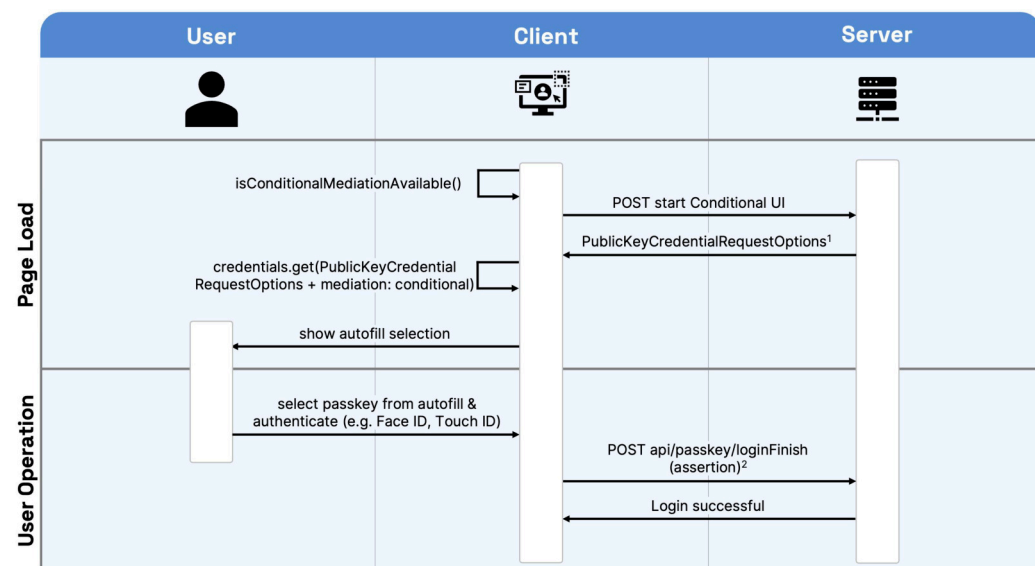 User
Client
Server
Page Load
isConditionalMediationAvailable()
POST start Conditional UI
PublicKeyCredentialRequestOptions¹
credentials.get(PublicKeyCredential
RequestOptions + mediation: conditional)
show autofill selection
User Operation
select passkey from autofill &
authenticate (e.g. Face ID, Touch ID)
POST api/passkey/loginFinish
(assertion)²
Login successful